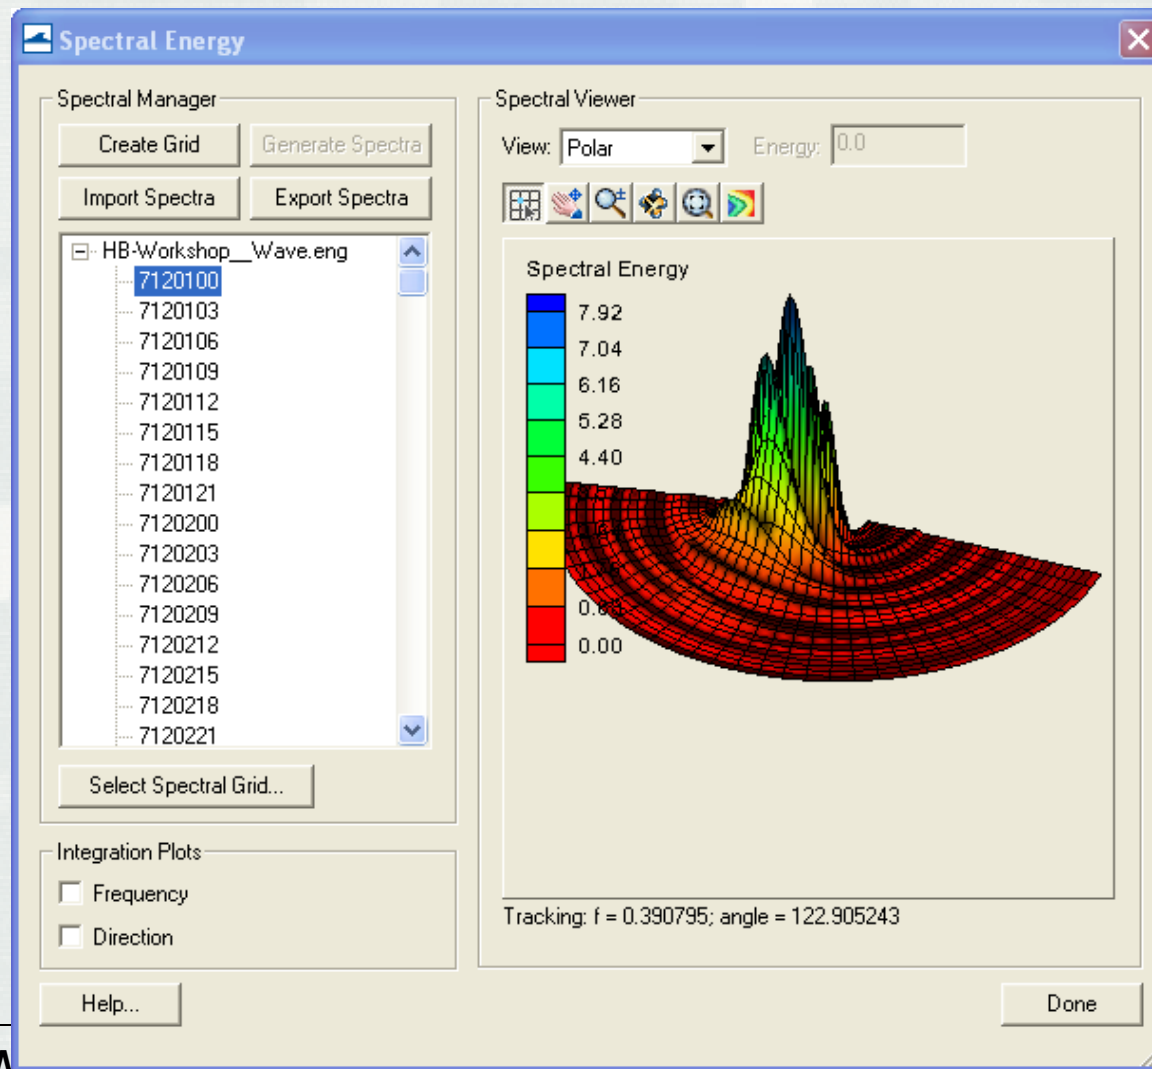 Spectral Energy
Spectral Manager
Create Grid
Generate Spectra
Import Spectra
Export Spectra
HB-Workshop__Wave.eng
7120100
7120103
7120106
7120109
7120112
7120115
7120118
7120121
7120200
7120203
7120206
7120209
7120212
7120215
7120218
7120221
Select Spectral Grid...
Integration Plots
Frequency
Direction
Help...
Spectral Viewer
View: Polar
Energy: 0.0
Spectral Energy
7.92
7.04
6.16
5.28
4.40
0.00
Tracking: f = 0.390795; angle = 122.905243
Done